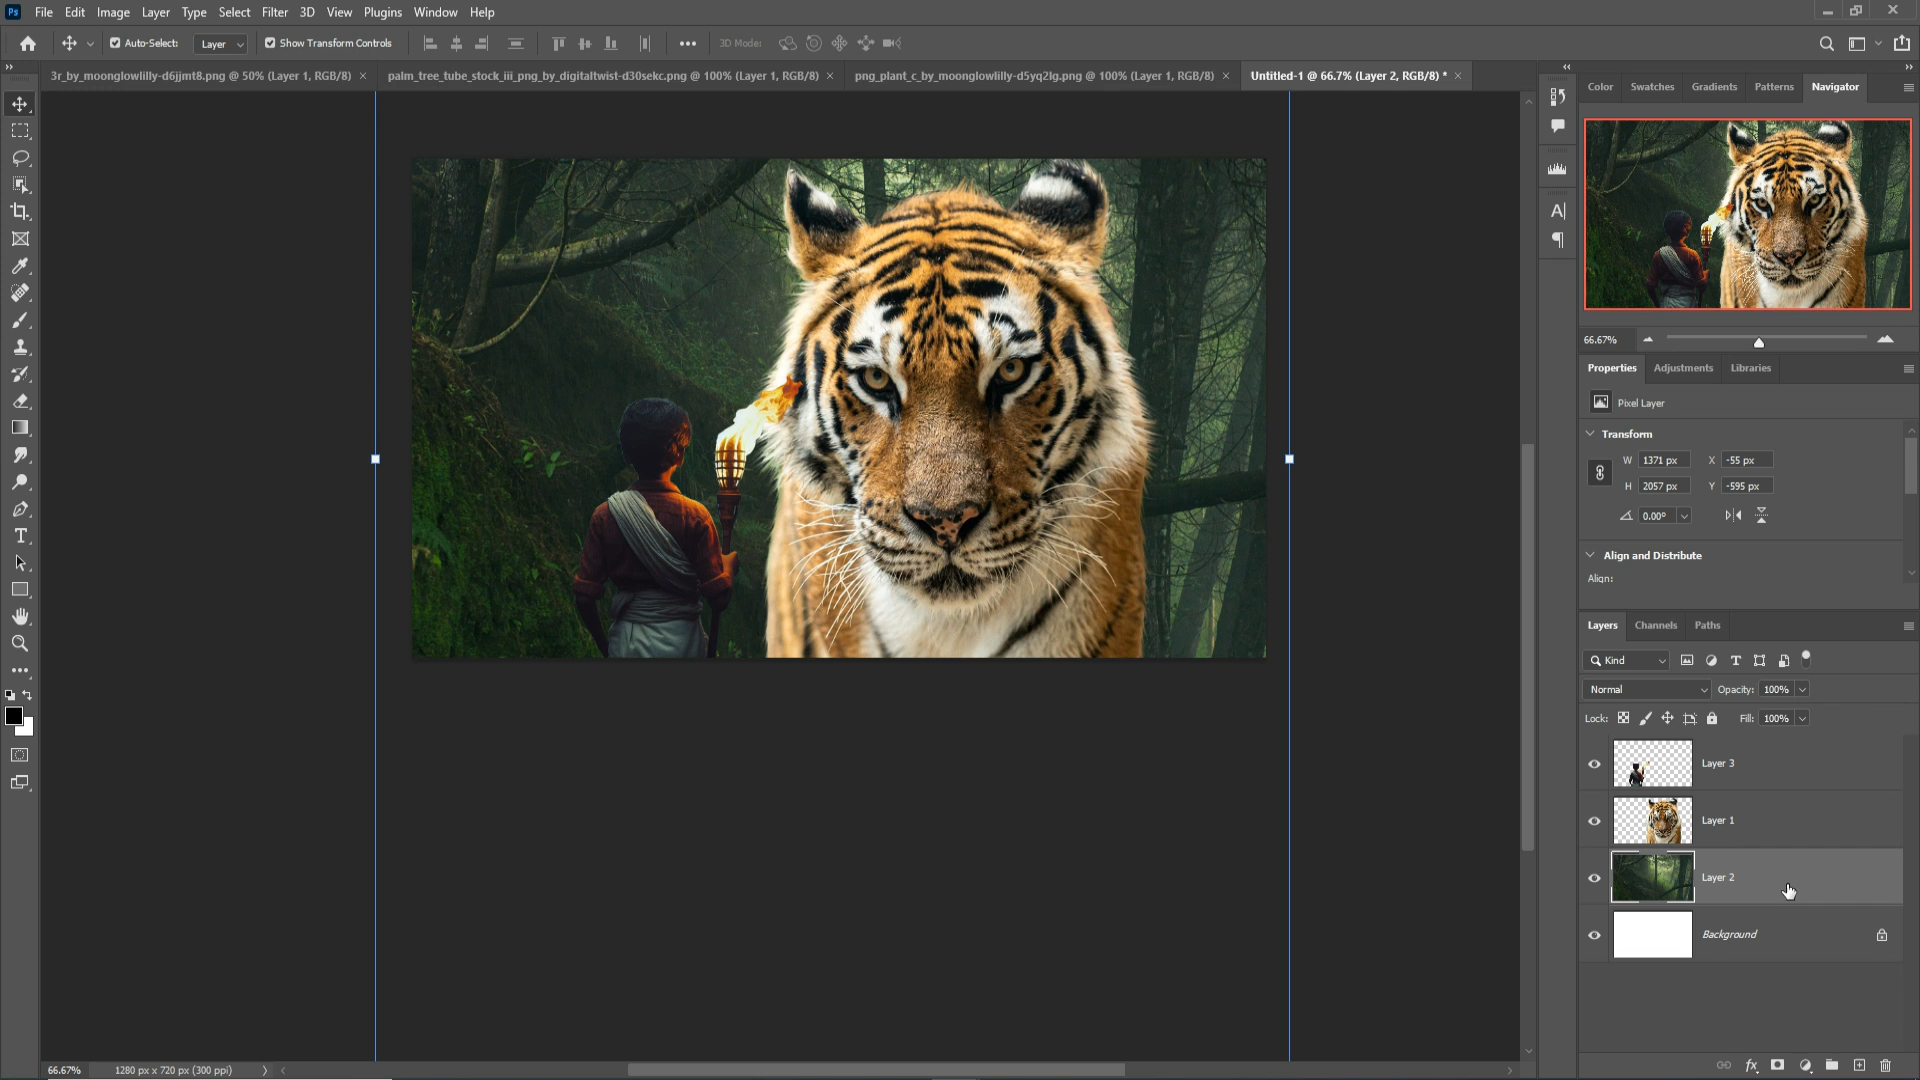 Ps File Edit Image Layer Type Select Filter 3D View Plugins Window Help
Auto-Select: Layer Show Transform Controls 3D Mode:
3r_by_moonglowlilly-d6jjmt8.png @ 50% (Layer 1, RGB/8) palm_tree_tube_stock_iii_png_by_digitaltwist-d30sekc.png @ 100% (Layer 1, RGB/8) png_plant_c_by_moonglowlilly-d5yq2lg.png @ 100% (Layer 1, RGB/8) Untitled-1 @ 66.7% (Layer 2, RGB/8) *
Color Swatches Gradients Patterns Navigator
66.67%
Properties Adjustments Libraries
Pixel Layer
Transform
W 1371 px X -55 px
H 2057 px Y -595 px
0.00°
Align and Distribute
Align:
Layers Channels Paths
Kind
Normal Opacity: 100%
Lock: Fill: 100%
Layer 3
Layer 1
Layer 2
Background
66.67% 1280 px x 720 px (300 ppi)